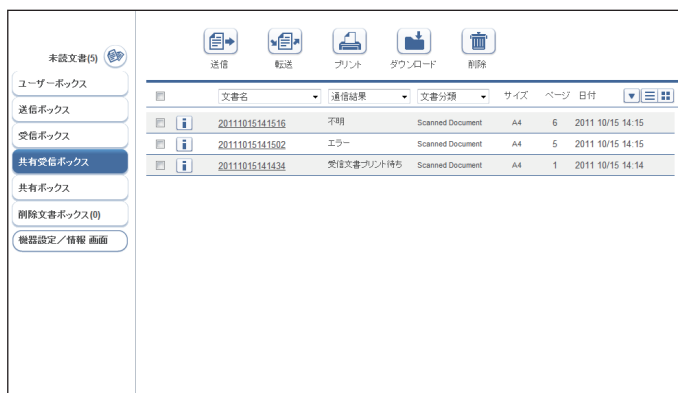 未読文書(5)
ユーザーボックス
送信ボックス
受信ボックス
共有受信ボックス
共有ボックス
削除文書ボックス(0)
機器設定／情報 画面
送信 転送 プリント ダウンロード 削除
文書名 通信結果 文書分類 サイズ ページ 日付
20111015141516 不明 Scanned Document A4 6 2011 10/15 14:15
20111015141502 エラー Scanned Document A4 5 2011 10/15 14:15
20111015141434 受信文書プリント待ち Scanned Document A4 1 2011 10/15 14:14